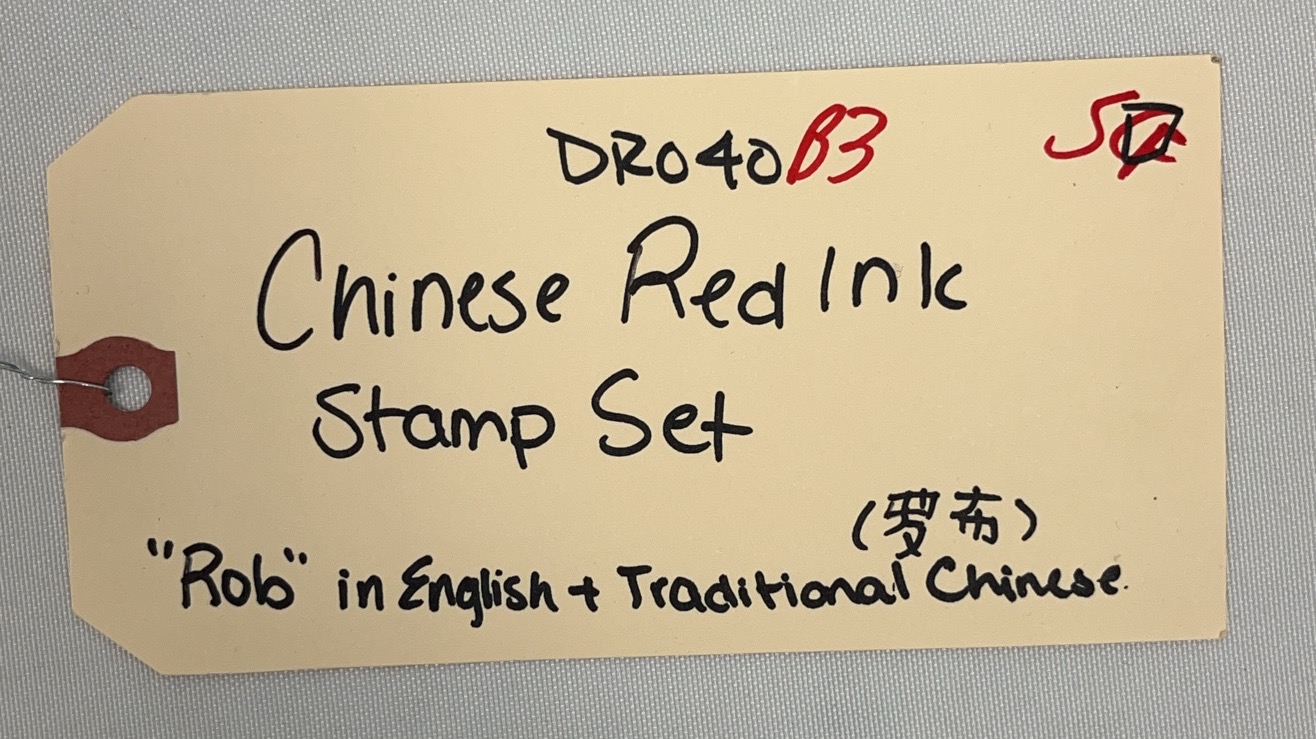 DR040B3 5
Chinese Red Ink
Stamp Set
(罗布)
"Rob" in English + Traditional Chinese.